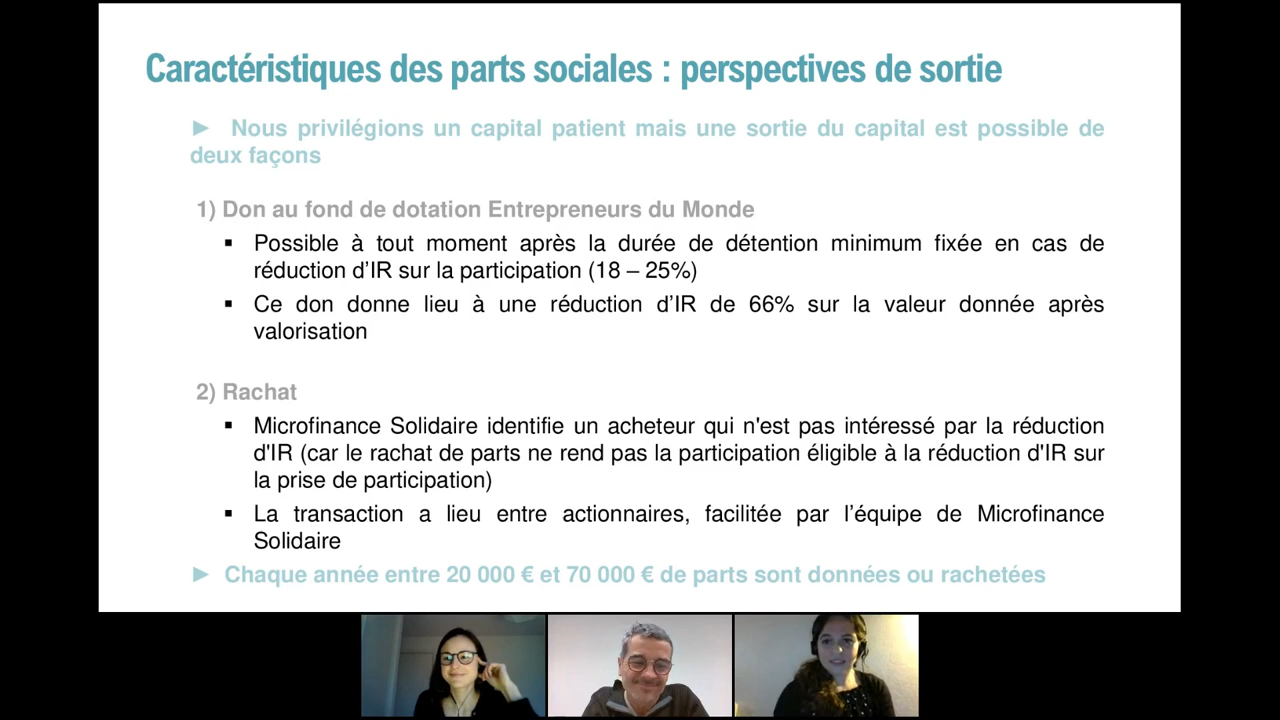 Caractéristiques des parts sociales : perspectives de sortie
► Nous privilégions un capital patient mais une sortie du capital est possible de
deux façons
1) Don au fond de dotation Entrepreneurs du Monde
▪ Possible à tout moment après la durée de détention minimum fixée en cas de
réduction d’IR sur la participation (18 – 25%)
▪ Ce don donne lieu à une réduction d’IR de 66% sur la valeur donnée après
valorisation
2) Rachat
▪ Microfinance Solidaire identifie un acheteur qui n'est pas intéressé par la réduction
d'IR (car le rachat de parts ne rend pas la participation éligible à la réduction d'IR sur
la prise de participation)
▪ La transaction a lieu entre actionnaires, facilitée par l’équipe de Microfinance
Solidaire
► Chaque année entre 20 000 € et 70 000 € de parts sont données ou rachetées